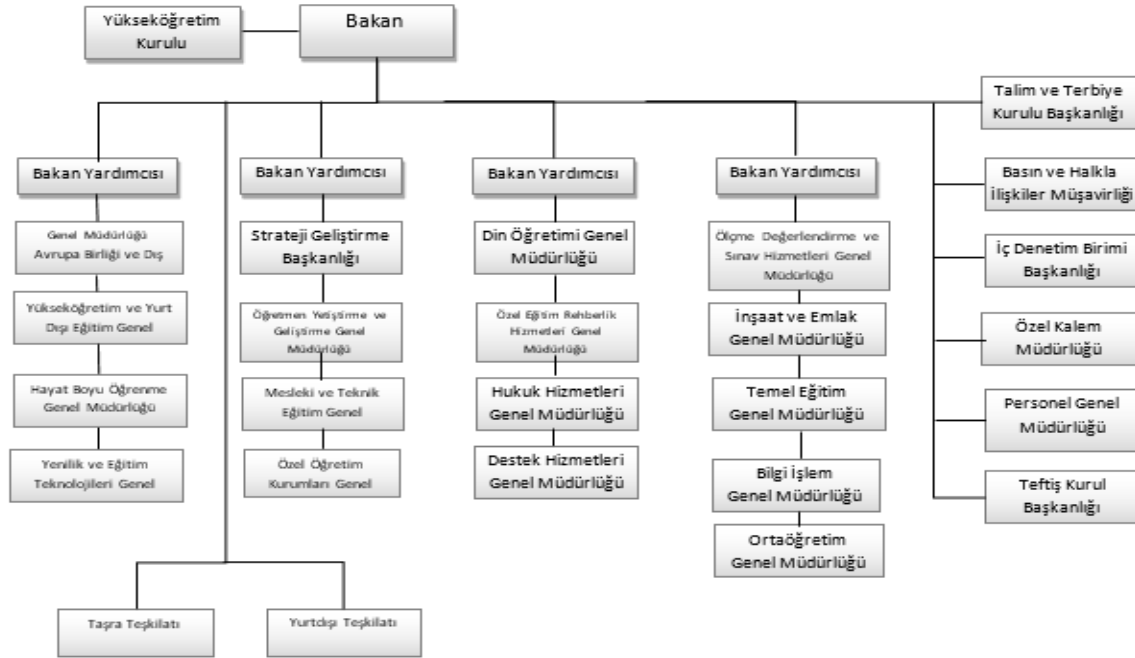 Yükseköğretim
Kurulu
Bakan
Talim ve Terbiye
Kurulu Başkanlığı
Bakan Yardımcısı
Genel Müdürlüğü
Avrupa Birliği ve Dış
Yükseköğretim ve Yurt
Dışı Eğitim Genel
Hayat Boyu Öğrenme
Genel Müdürlüğü
Yenilik ve Eğitim
Teknolojileri Genel
Bakan Yardımcısı
Strateji Geliştirme
Başkanlığı
Öğretmen Yetiştirme ve
Geliştirme Genel
Müdürlüğü
Mesleki ve Teknik
Eğitim Genel
Özel Öğretim
Kurumları Genel
Bakan Yardımcısı
Din Öğretimi Genel
Müdürlüğü
Özel Eğitim Rehberlik
Hizmetleri Genel
Müdürlüğü
Hukuk Hizmetleri
Genel Müdürlüğü
Destek Hizmetleri
Genel Müdürlüğü
Bakan Yardımcısı
Ölçme Değerlendirme ve
Sınav Hizmetleri Genel
Müdürlüğü
İnşaat ve Emlak
Genel Müdürlüğü
Temel Eğitim
Genel Müdürlüğü
Bilgi İşlem
Genel Müdürlüğü
Ortaöğretim
Genel Müdürlüğü
Basın ve Halkla
İlişkiler Müşavirliği
İç Denetim Birimi
Başkanlığı
Özel Kalem
Müdürlüğü
Personel Genel
Müdürlüğü
Teftiş Kurul
Başkanlığı
Taşra Teşkilatı
Yurtdışı Teşkilatı